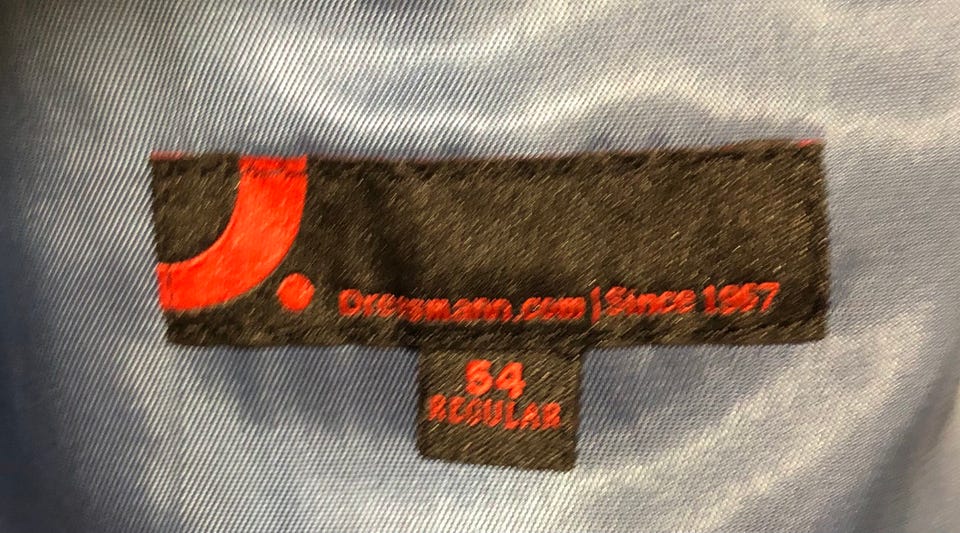 Dressmann.com | Since 1967
54
REGULAR